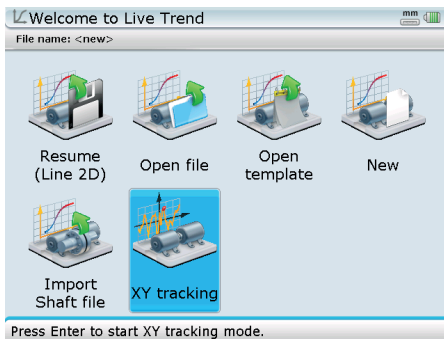 Welcome to Live Trend
mm
File name: <new>
Resume
(Line 2D)
Open file
Open
template
New
Import
Shaft file
XY tracking
Press Enter to start XY tracking mode.